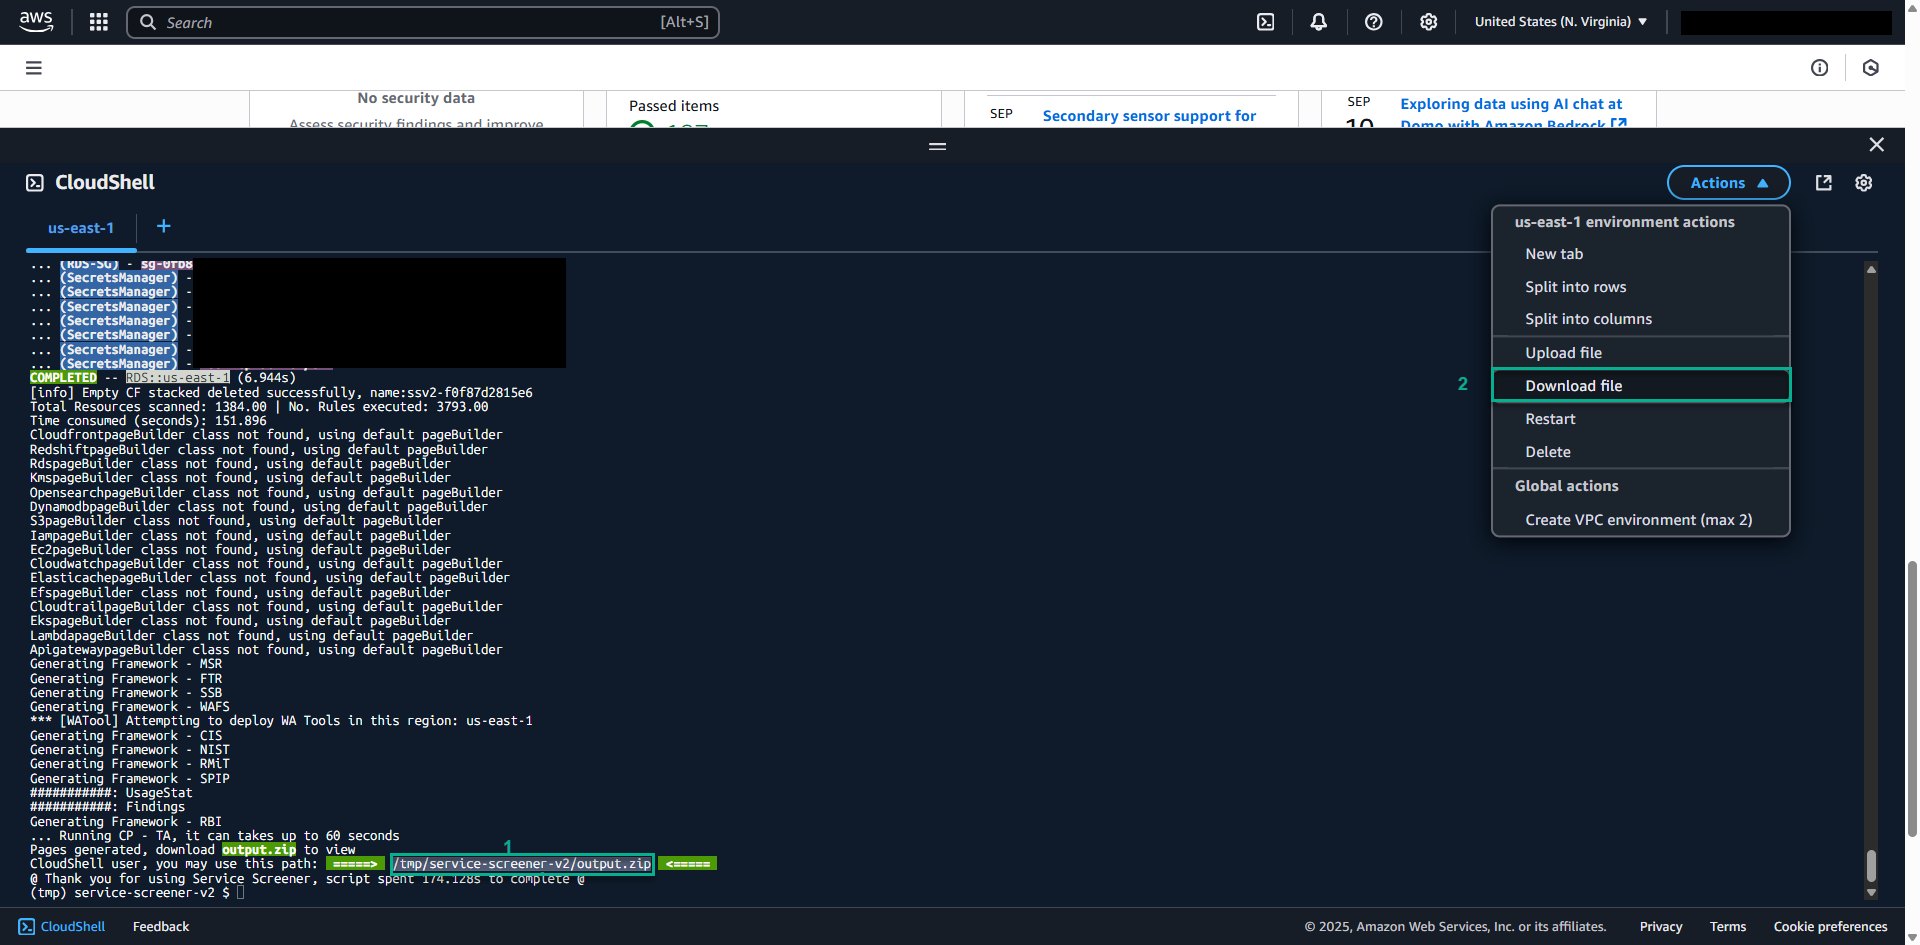 aws
Search
[Alt+S]
United States (N. Virginia)
No security data
Assess security findings and improve
Passed items
SEP
Secondary sensor support for
SEP
10
Exploring data using AI chat at
Domo with Amazon Bedrock
CloudShell
Actions
us-east-1
+
us-east-1 environment actions
New tab
Split into rows
Split into columns
Upload file
2
Download file
Restart
Delete
Global actions
Create VPC environment (max 2)
... (RDS-SG) - sg-0fb8
... (SecretsManager) -
... (SecretsManager) -
... (SecretsManager) -
... (SecretsManager) -
... (SecretsManager) -
... (SecretsManager) -
... (SecretsManager) -
COMPLETED -- RDS::us-east-1 (6.944s)
[info] Empty CF stacked deleted successfully, name:ssv2-f0f87d2815e6
Total Resources scanned: 1384.00 | No. Rules executed: 3793.00
Time consumed (seconds): 151.896
CloudfrontpageBuilder class not found, using default pageBuilder
RedshiftpageBuilder class not found, using default pageBuilder
RdspageBuilder class not found, using default pageBuilder
KmspageBuilder class not found, using default pageBuilder
OpensearchpageBuilder class not found, using default pageBuilder
DynamodbpageBuilder class not found, using default pageBuilder
S3pageBuilder class not found, using default pageBuilder
IampageBuilder class not found, using default pageBuilder
Ec2pageBuilder class not found, using default pageBuilder
CloudwatchpageBuilder class not found, using default pageBuilder
ElasticachepageBuilder class not found, using default pageBuilder
EfspageBuilder class not found, using default pageBuilder
CloudtrailpageBuilder class not found, using default pageBuilder
EkspageBuilder class not found, using default pageBuilder
LambdapageBuilder class not found, using default pageBuilder
ApigatewaypageBuilder class not found, using default pageBuilder
Generating Framework - MSR
Generating Framework - FTR
Generating Framework - SSB
Generating Framework - WAFS
*** [WATool] Attempting to deploy WA Tools in this region: us-east-1
Generating Framework - CIS
Generating Framework - NIST
Generating Framework - RMiT
Generating Framework - SPIP
###########: UsageStat
###########: Findings
Generating Framework - RBI
... Running CP - TA, it can takes up to 60 seconds
Pages generated, download output.zip to view
1
CloudShell user, you may use this path: =====> /tmp/service-screener-v2/output.zip <=====
@ Thank you for using Service Screener, script spent 174.128s to complete @
(tmp) service-screener-v2 $
CloudShell
Feedback
© 2025, Amazon Web Services, Inc. or its affiliates.
Privacy
Terms
Cookie preferences